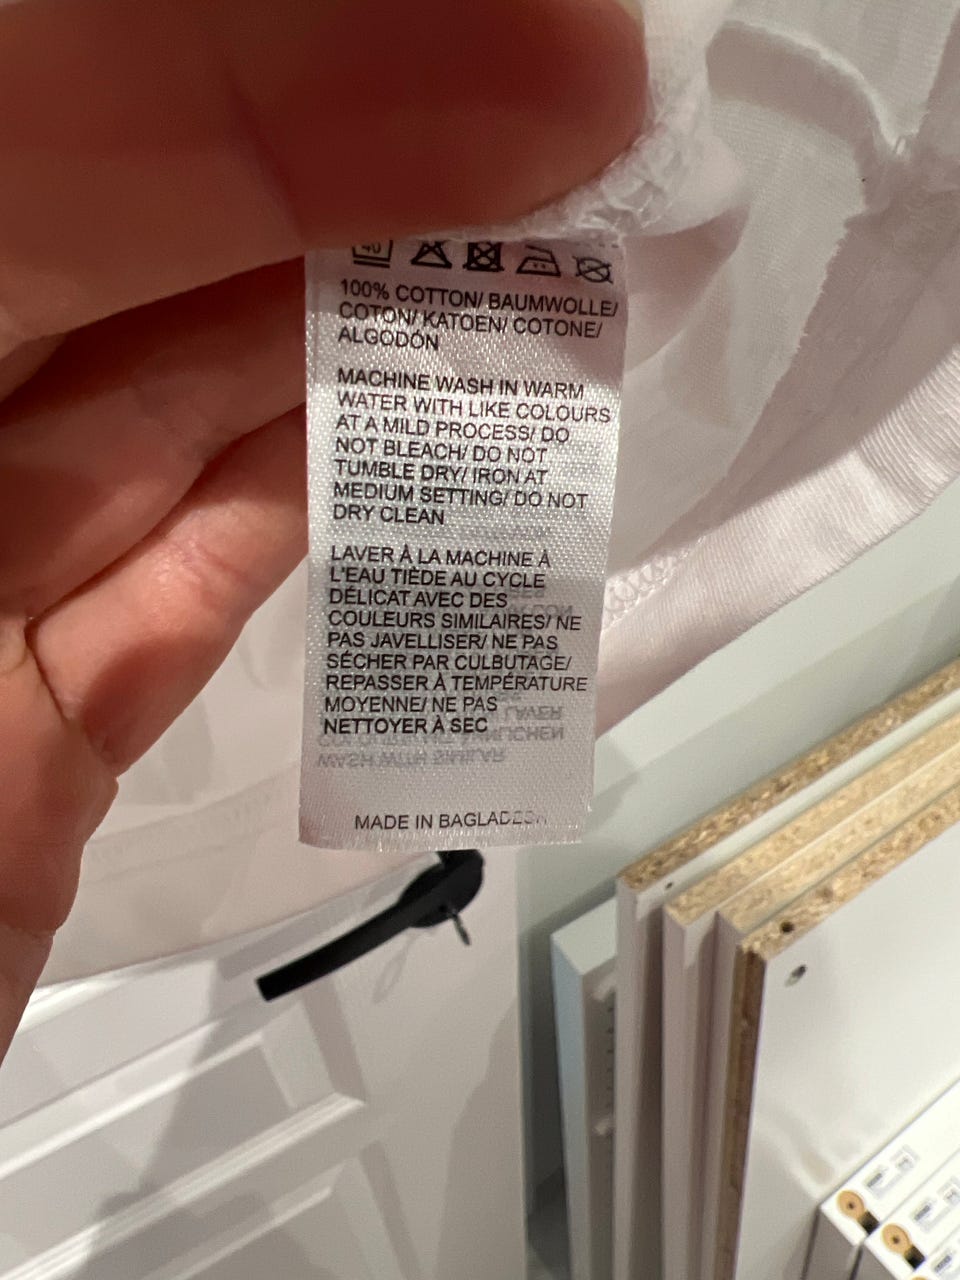 40
100% COTTON/ BAUMWOLLE/
COTON/ KATOEN/ COTONE/
ALGODÓN
MACHINE WASH IN WARM
WATER WITH LIKE COLOURS
AT A MILD PROCESS/ DO
NOT BLEACH/ DO NOT
TUMBLE DRY/ IRON AT
MEDIUM SETTING/ DO NOT
DRY CLEAN
LAVER À LA MACHINE À
L'EAU TIÈDE AU CYCLE
DÉLICAT AVEC DES
COULEURS SIMILAIRES/ NE
PAS JAVELLISER/ NE PAS
SÉCHER PAR CULBUTAGE/
REPASSER À TEMPÉRATURE
MOYENNE/ NE PAS
NETTOYER À SEC
MADE IN BAGLADESH